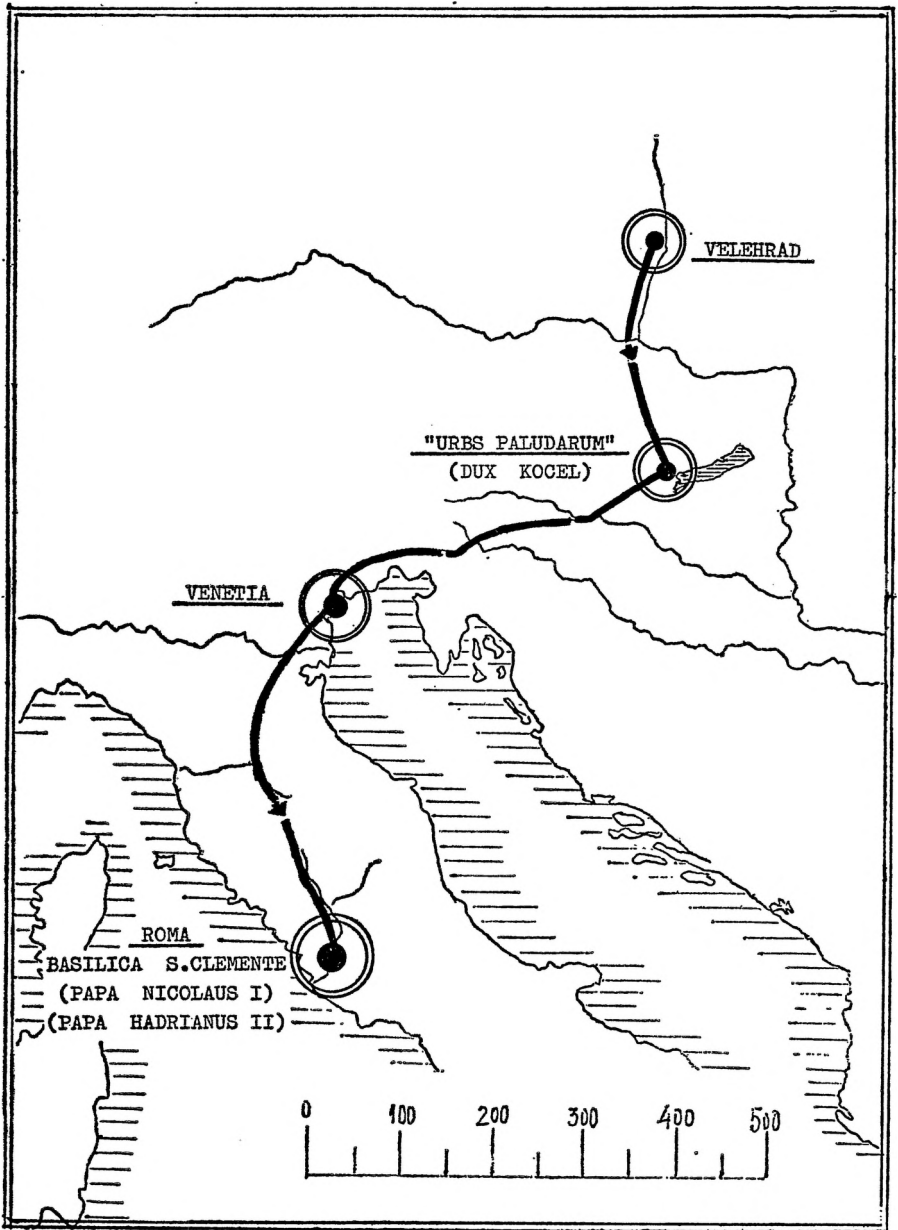 VELEHRAD
"URBS PALUDARUM"
(DUX KOCEL)
VENETIA
ROMA
BASILICA S.CLEMENTE
(PAPA NICOLAUS I)
(PAPA HADRIANUS II)
0 100 200 300 400 500